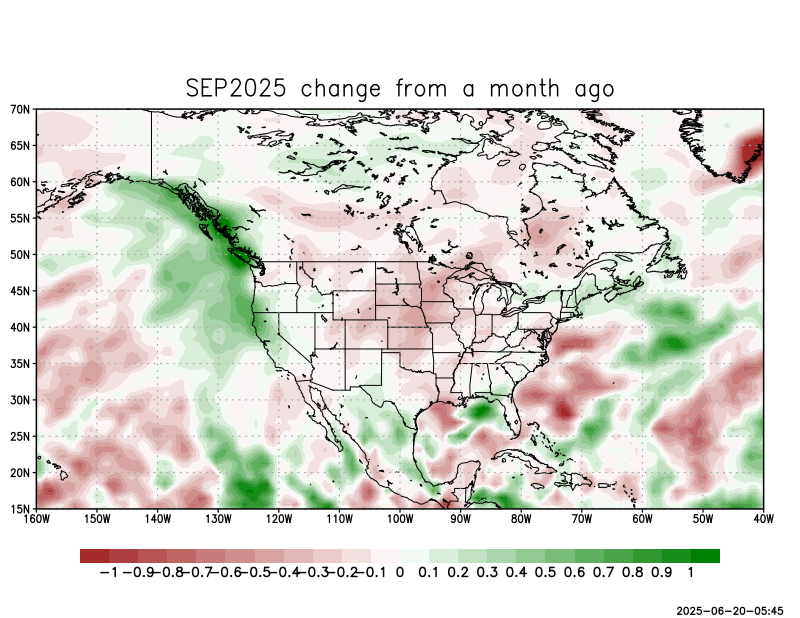 SEP2025 change from a month ago
70N
65N
60N
55N
50N
45N
40N
35N
30N
25N
20N
15N
160W 150W 140W 130W 120W 110W 100W 90W 80W 70W 60W 50W 40W
-1 -0.9 -0.8 -0.7 -0.6 -0.5 -0.4 -0.3 -0.2 -0.1 0 0.1 0.2 0.3 0.4 0.5 0.6 0.7 0.8 0.9 1
2025-06-20-05:45